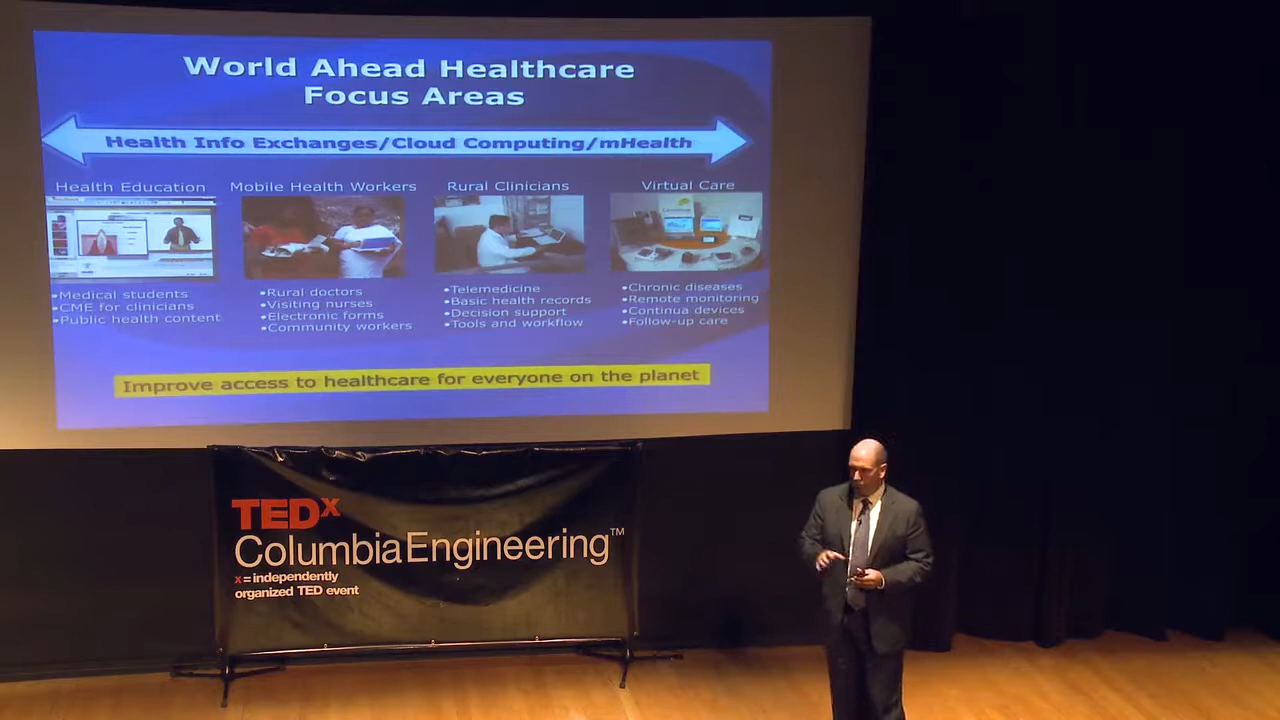 World Ahead Healthcare
Focus Areas
Health Info Exchanges/Cloud Computing/mHealth
Health Education
Mobile Health Workers
Rural Clinicians
Virtual Care
•Medical students
•CME for clinicians
•Public health content
•Rural doctors
•Visiting nurses
•Electronic forms
•Community workers
•Telemedicine
•Basic health records
•Decision support
•Tools and workflow
•Chronic diseases
•Remote monitoring
•Continua devices
•Follow-up care
Improve access to healthcare for everyone on the planet
TEDx
ColumbiaEngineering™
x=independently
organized TED event